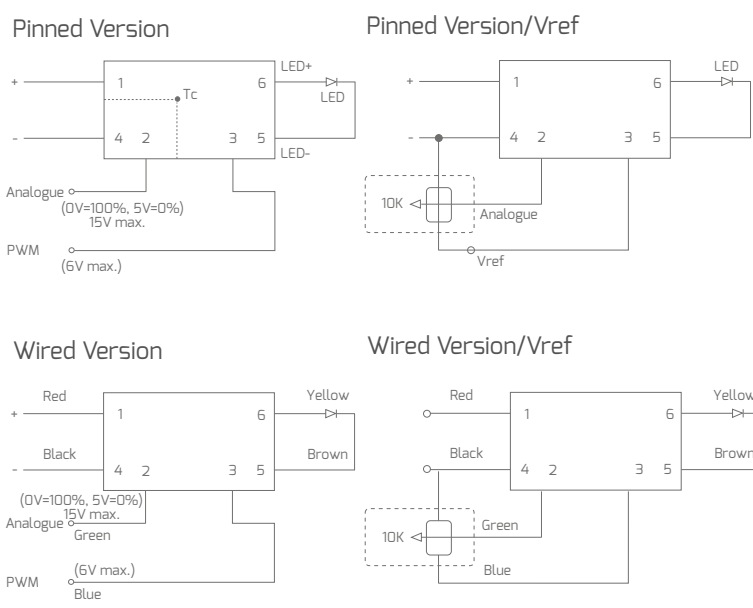 Pinned Version
+
1
6
LED+
LED
Tc
-
4
2
3
5
LED-
Analogue
(0V=100%, 5V=0%)
15V max.
PWM
(6V max.)
Pinned Version/Vref
+
1
6
LED
-
4
2
3
5
10K
Analogue
Vref
Wired Version
+
Red
1
6
Yellow
-
Black
4
2
3
5
Brown
(0V=100%, 5V=0%)
15V max.
Analogue
Green
PWM
(6V max.)
Blue
Wired Version/Vref
Red
1
6
Yellow
Black
4
2
3
5
Brown
10K
Green
Blue